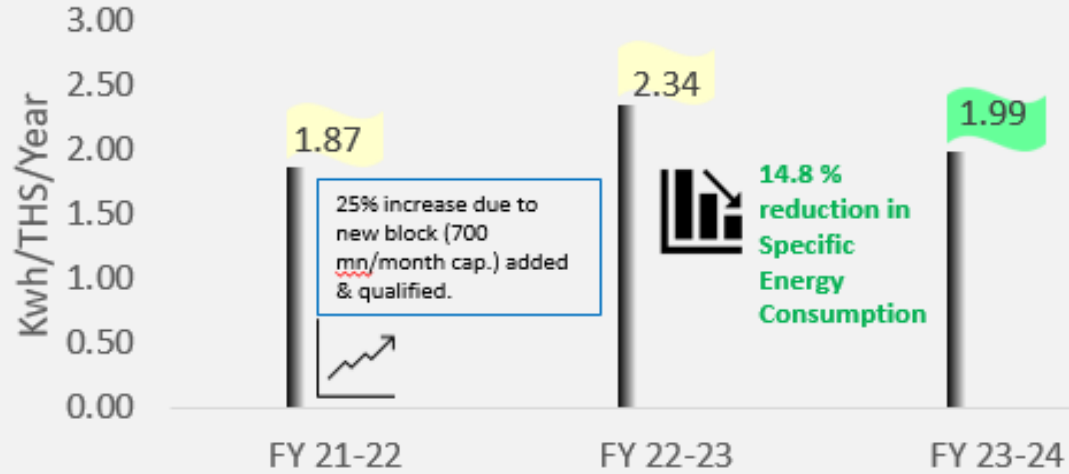 Kwh/THS/Year
3.00
2.50
2.00
1.50
1.00
0.50
0.00
1.87
2.34
1.99
25% increase due to
new block (700
mn/month cap.) added
& qualified.
14.8 %
reduction in
Specific
Energy
Consumption
FY 21-22
FY 22-23
FY 23-24